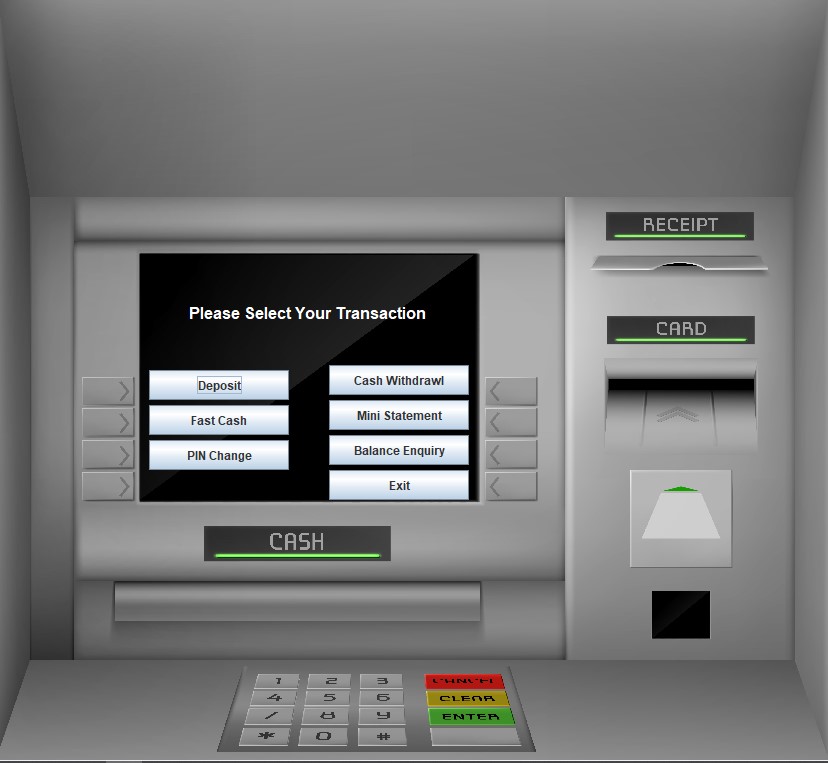 RECEIPT
Please Select Your Transaction
CARD
Deposit
Cash Withdrawl
Fast Cash
Mini Statement
PIN Change
Balance Enquiry
Exit
CASH
1 2 3 CANCEL
4 5 6 CLEAR
7 8 9 ENTER
* 0 #